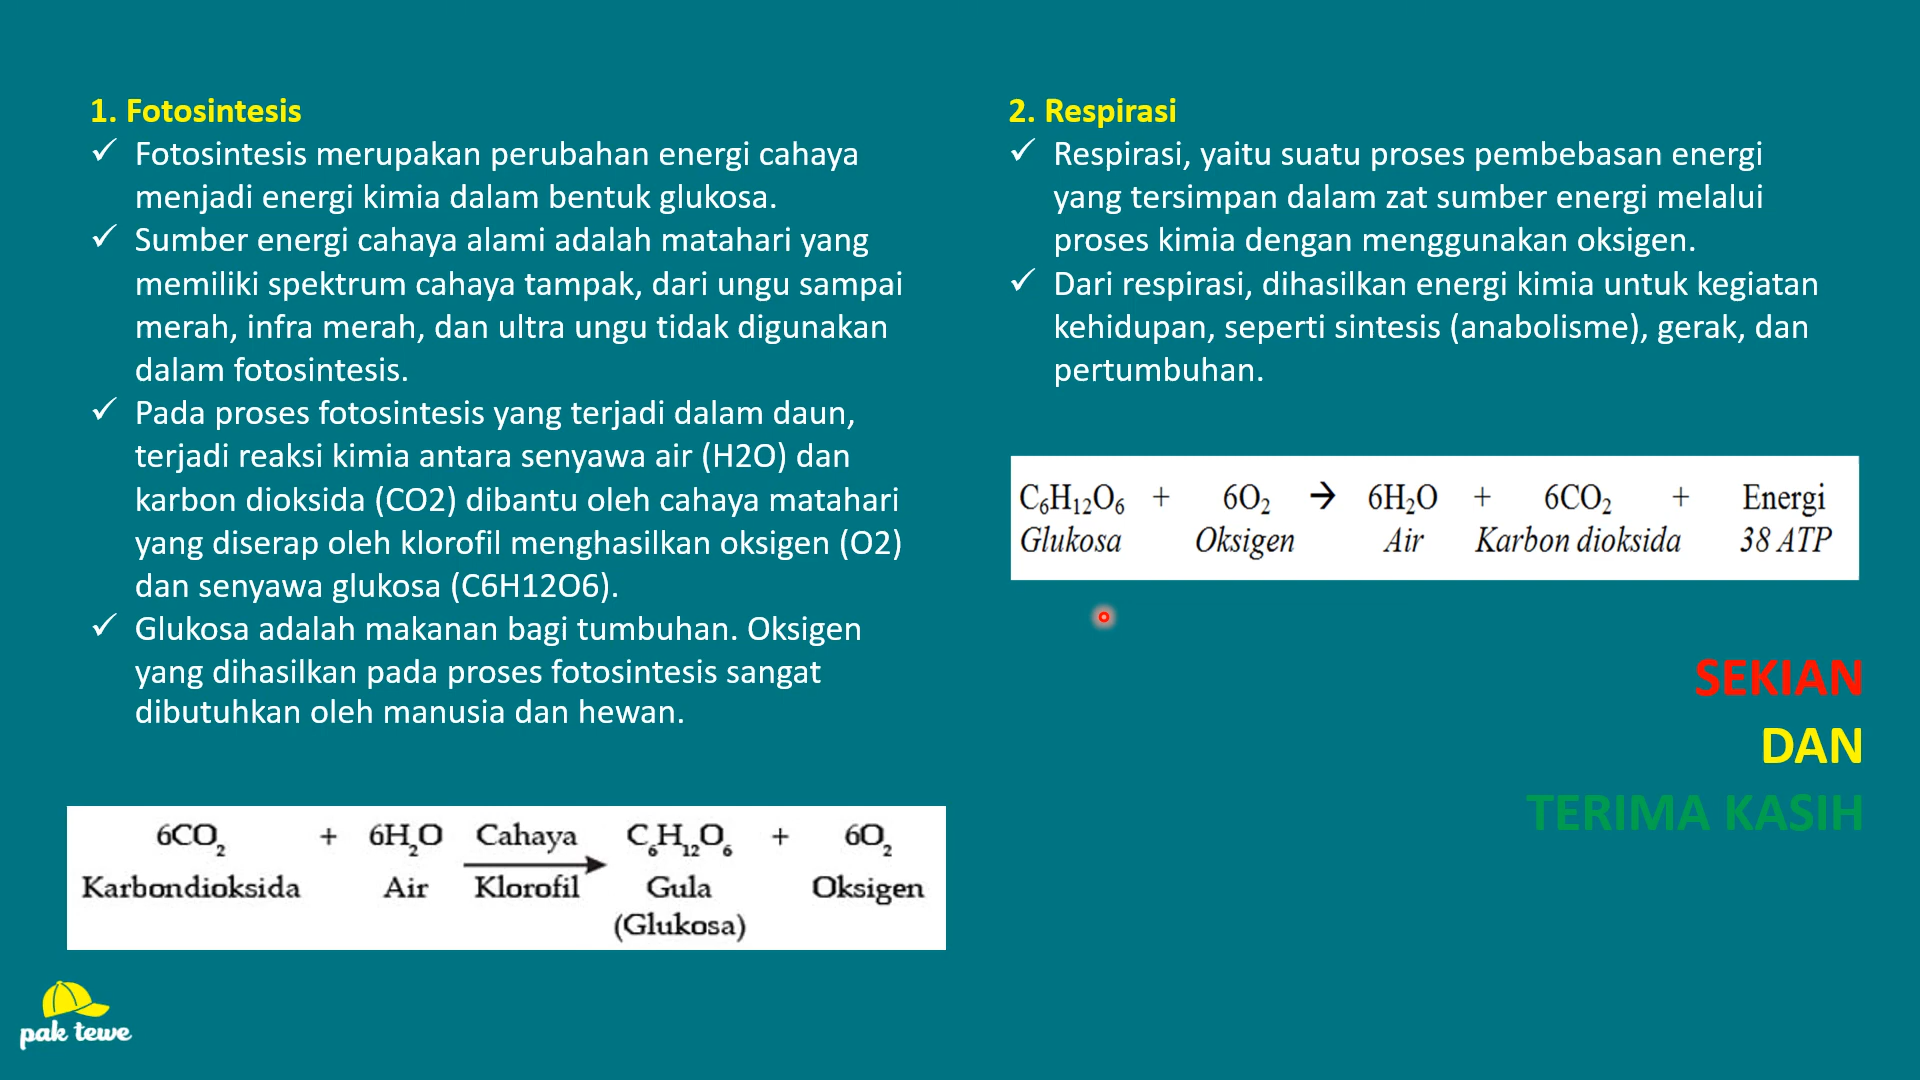 1. Fotosintesis
✓ Fotosintesis merupakan perubahan energi cahaya
menjadi energi kimia dalam bentuk glukosa.
✓ Sumber energi cahaya alami adalah matahari yang
memiliki spektrum cahaya tampak, dari ungu sampai
merah, infra merah, dan ultra ungu tidak digunakan
dalam fotosintesis.
✓ Pada proses fotosintesis yang terjadi dalam daun,
terjadi reaksi kimia antara senyawa air (H2O) dan
karbon dioksida (CO2) dibantu oleh cahaya matahari
yang diserap oleh klorofil menghasilkan oksigen (O2)
dan senyawa glukosa (C6H12O6).
✓ Glukosa adalah makanan bagi tumbuhan. Oksigen
yang dihasilkan pada proses fotosintesis sangat
dibutuhkan oleh manusia dan hewan.
6CO₂ + 6H₂O Cahaya C₆H₁₂O₆ + 6O₂
Karbondioksida Air Klorofil Gula Oksigen
(Glukosa)
pak tewe
2. Respirasi
✓ Respirasi, yaitu suatu proses pembebasan energi
yang tersimpan dalam zat sumber energi melalui
proses kimia dengan menggunakan oksigen.
✓ Dari respirasi, dihasilkan energi kimia untuk kegiatan
kehidupan, seperti sintesis (anabolisme), gerak, dan
pertumbuhan.
C₆H₁₂O₆ + 6O₂ → 6H₂O + 6CO₂ + Energi
Glukosa Oksigen Air Karbon dioksida 38 ATP
SEKIAN
DAN
TERIMA KASIH